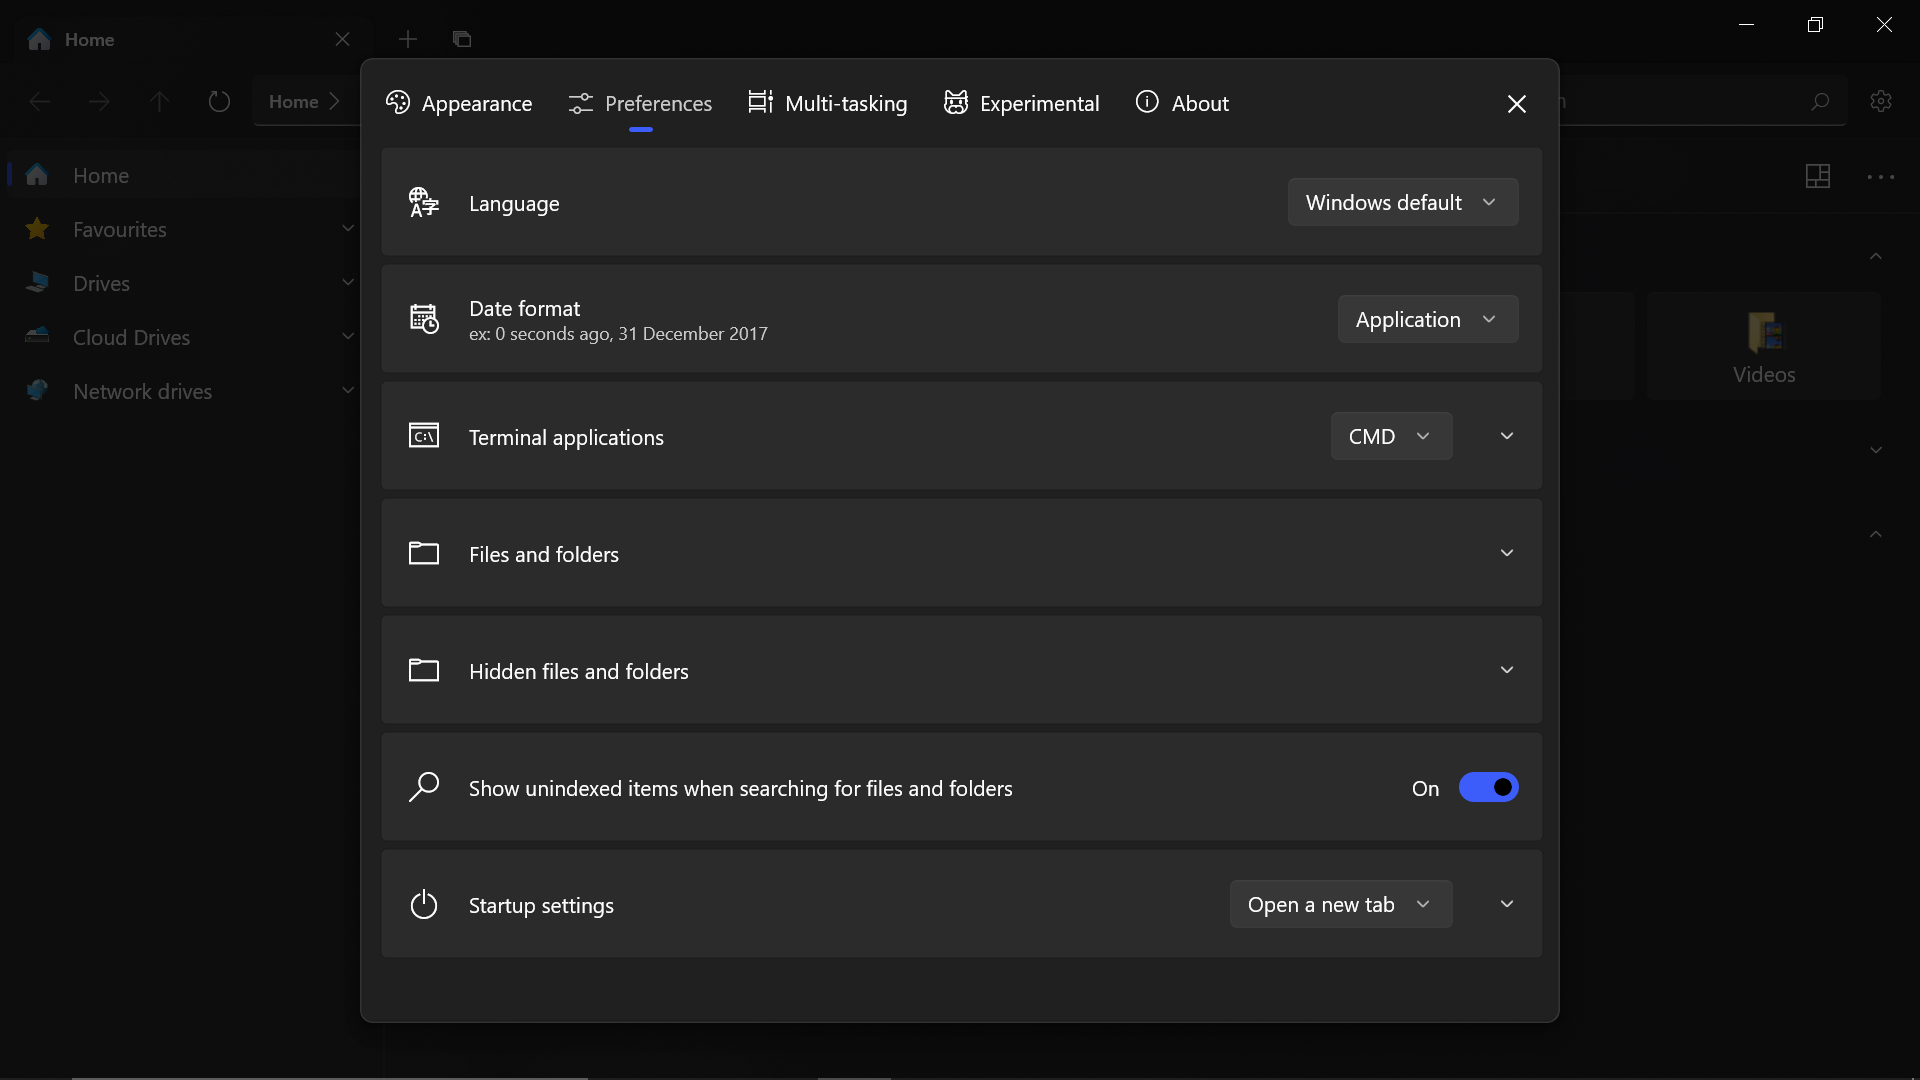 Home
Home
Appearance
Preferences
Multi-tasking
Experimental
About
Home
Favourites
Drives
Cloud Drives
Network drives
Language
Windows default
Date format
ex: 0 seconds ago, 31 December 2017
Application
Terminal applications
CMD
Files and folders
Hidden files and folders
Show unindexed items when searching for files and folders
On
Startup settings
Open a new tab
Videos